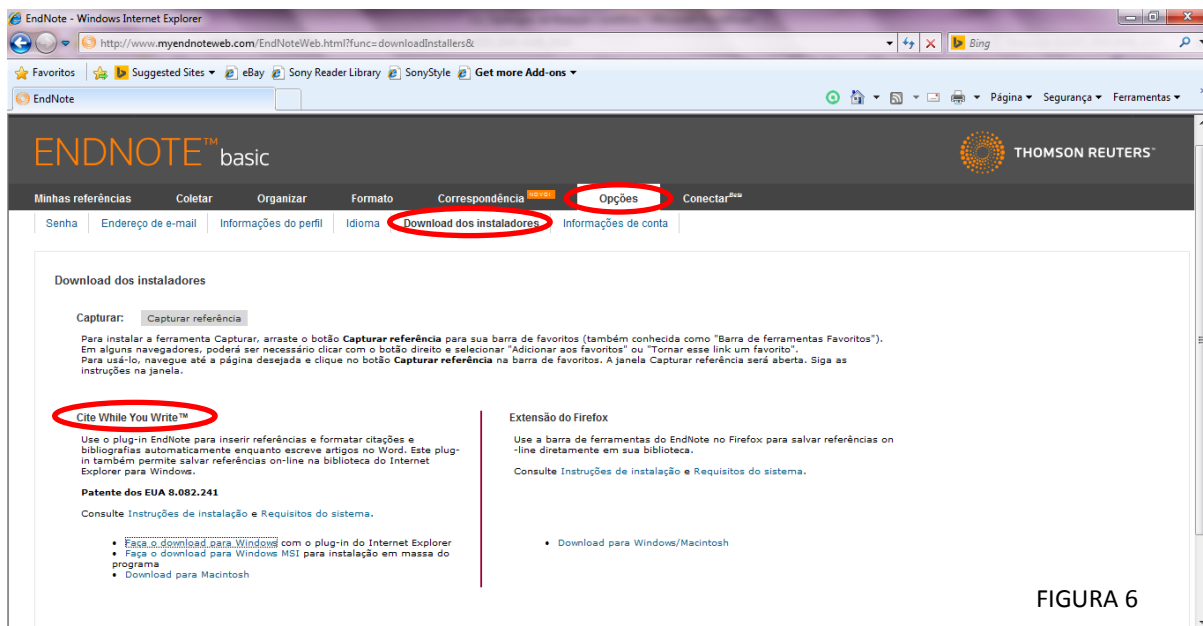 EndNote - Windows Internet Explorer
http://www.myendnoteweb.com/EndNoteWeb.html?func=downloadInstallers&
Bing
Favoritos Suggested Sites eBay Sony Reader Library SonyStyle Get more Add-ons
EndNote
Página Segurança Ferramentas
ENDNOTE™ basic
THOMSON REUTERS™
Minhas referências Coletar Organizar Formato Correspondência NOVO! Opções Conectar Beta
Senha Endereço de e-mail Informações do perfil Idioma Download dos instaladores Informações de conta
Download dos instaladores
Capturar: Capturar referência
Para instalar a ferramenta Capturar, arraste o botão Capturar referência para sua barra de favoritos (também conhecida como "Barra de ferramentas Favoritos").
Em alguns navegadores, poderá ser necessário clicar com o botão direito e selecionar "Adicionar aos favoritos" ou "Tornar esse link um favorito".
Para usá-lo, navegue até a página desejada e clique no botão Capturar referência na barra de favoritos. A janela Capturar referência será aberta. Siga as
instruções na janela.
Cite While You Write™
Use o plug-in EndNote para inserir referências e formatar citações e
bibliografias automaticamente enquanto escreve artigos no Word. Este plug-
in também permite salvar referências on-line na biblioteca do Internet
Explorer para Windows.
Patente dos EUA 8.082.241
Consulte Instruções de instalação e Requisitos do sistema.
• Faça o download para Windows com o plug-in do Internet Explorer
• Faça o download para Windows MSI para instalação em massa do
programa
• Download para Macintosh
Extensão do Firefox
Use a barra de ferramentas do EndNote no Firefox para salvar referências on
-line diretamente em sua biblioteca.
Consulte Instruções de instalação e Requisitos do sistema.
• Download para Windows/Macintosh
FIGURA 6